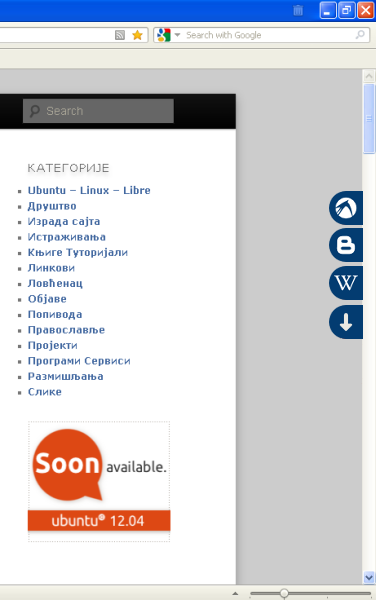 Search with Google
Search
КАТЕГОРИЈЕ
Ubuntu – Linux – Libre
Друштво
Израда сајта
Истраживања
Књиге Туторијали
Линкови
Ловћенац
Објаве
Попивода
Православље
Пројекти
Програми Сервиси
Размишљања
Слике
W
Soon available.
ubuntu® 12.04